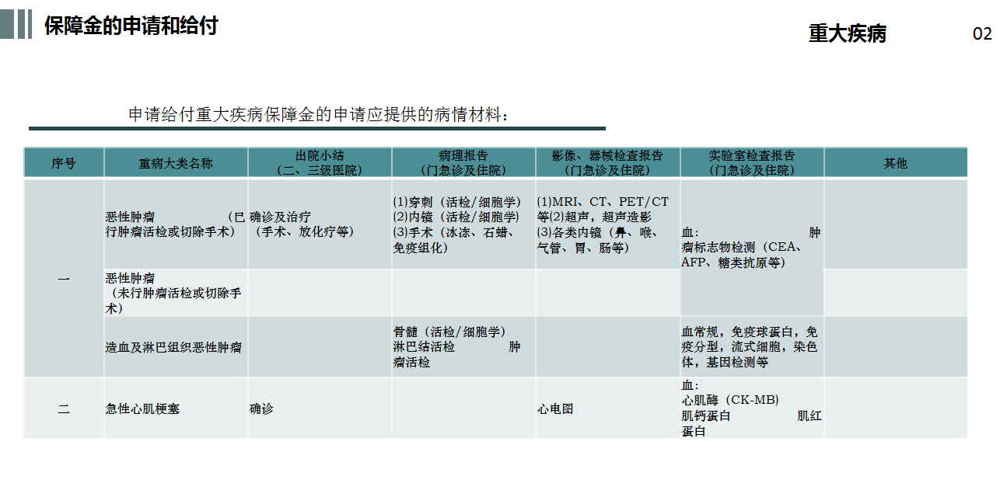 保障金的申请和给付
重大疾病
02
申请给付重大疾病保障金的申请应提供的病情材料：
序号
重病大类名称
出院小结
（二、三级医院）
病理报告
（门急诊及住院）
影像、器械检查报告
（门急诊及住院）
实验室检查报告
（门急诊及住院）
其他
一
恶性肿瘤 （已
行肿瘤活检或切除手术）
确诊及治疗
（手术、放化疗等）
(1)穿刺（活检/细胞学）
(2)内镜（活检/细胞学)
(3)手术（冰冻、石蜡、
免疫组化）
(1)MRI、CT、PET/CT
等(2)超声，超声造影
(3)各类内镜（鼻、喉、
气管、胃、肠等）
血： 肿
瘤标志物检测（CEA、
AFP、糖类抗原等）
恶性肿瘤
（未行肿瘤活检或切除手
术）
造血及淋巴组织恶性肿瘤
骨髓（活检/细胞学）
淋巴结活检 肿
瘤活检
血常规，免疫球蛋白，免
疫分型，流式细胞，染色
体，基因检测等
二
急性心肌梗塞
确诊
心电图
血：
心肌酶（CK-MB)
肌钙蛋白 肌红
蛋白